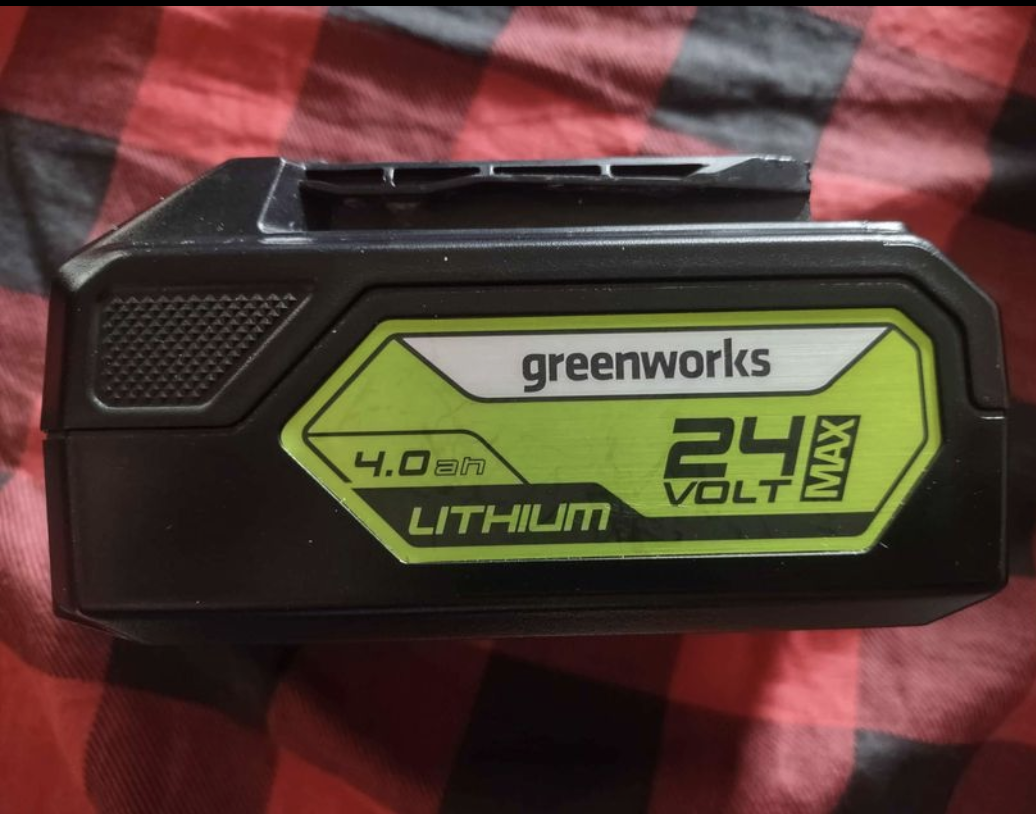 greenworks
24
VOLT MAX
4.0ah
LITHIUM